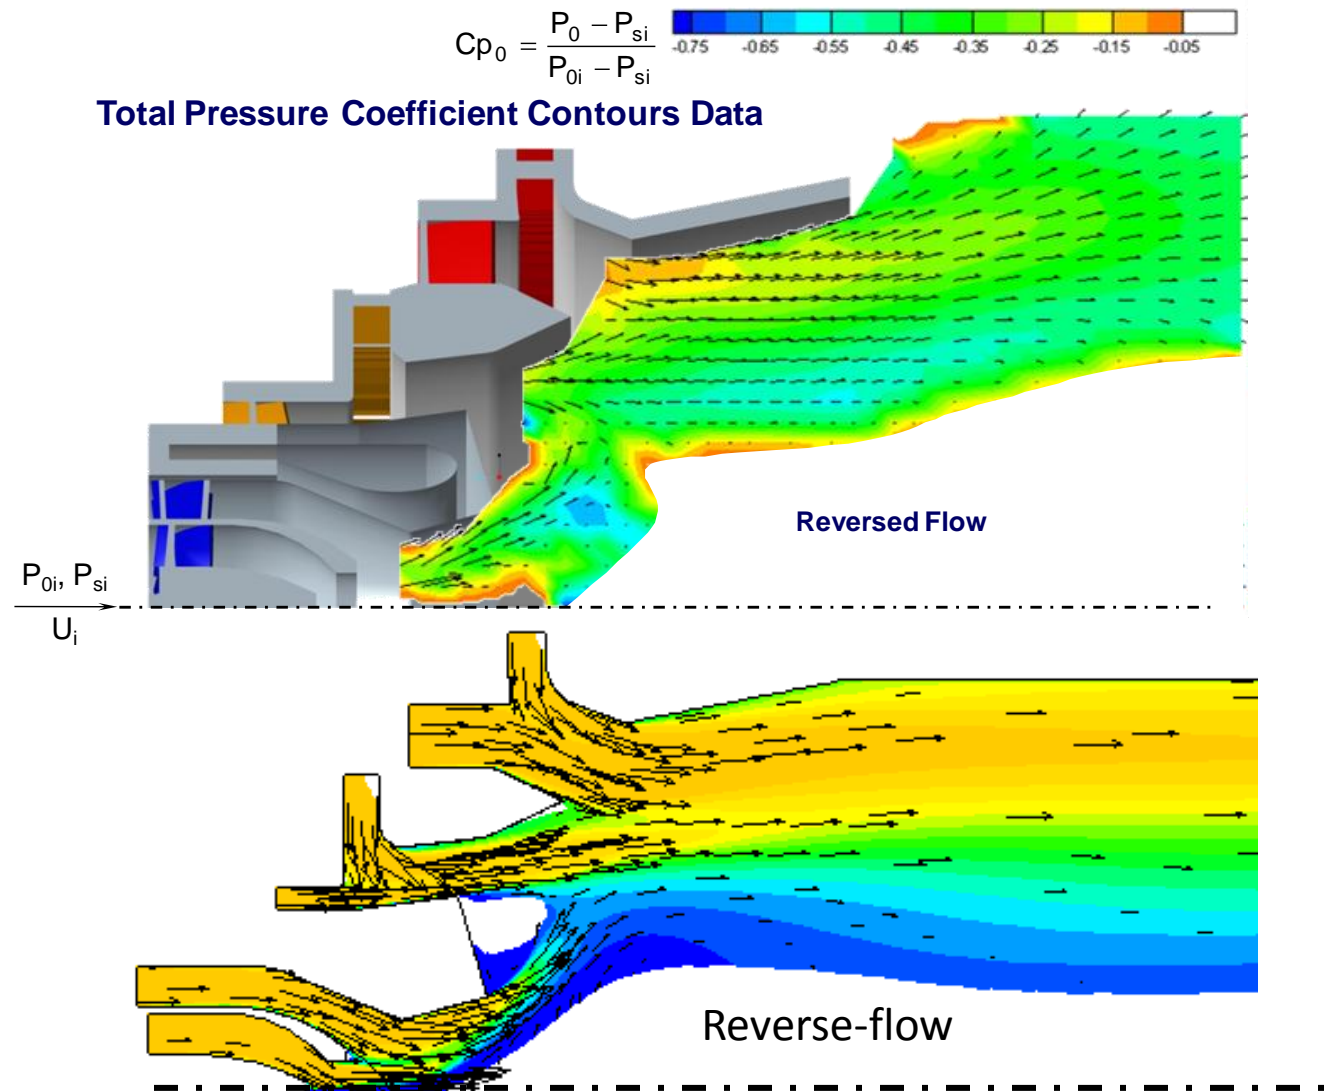 Cp₀ = (P₀ − Pₛᵢ) / (P₀ᵢ − Pₛᵢ)
-0.75 -0.65 -0.55 -0.45 -0.35 -0.25 -0.15 -0.05
Total Pressure Coefficient Contours Data
Reversed Flow
P₀ᵢ, Pₛᵢ
Uᵢ
Reverse-flow